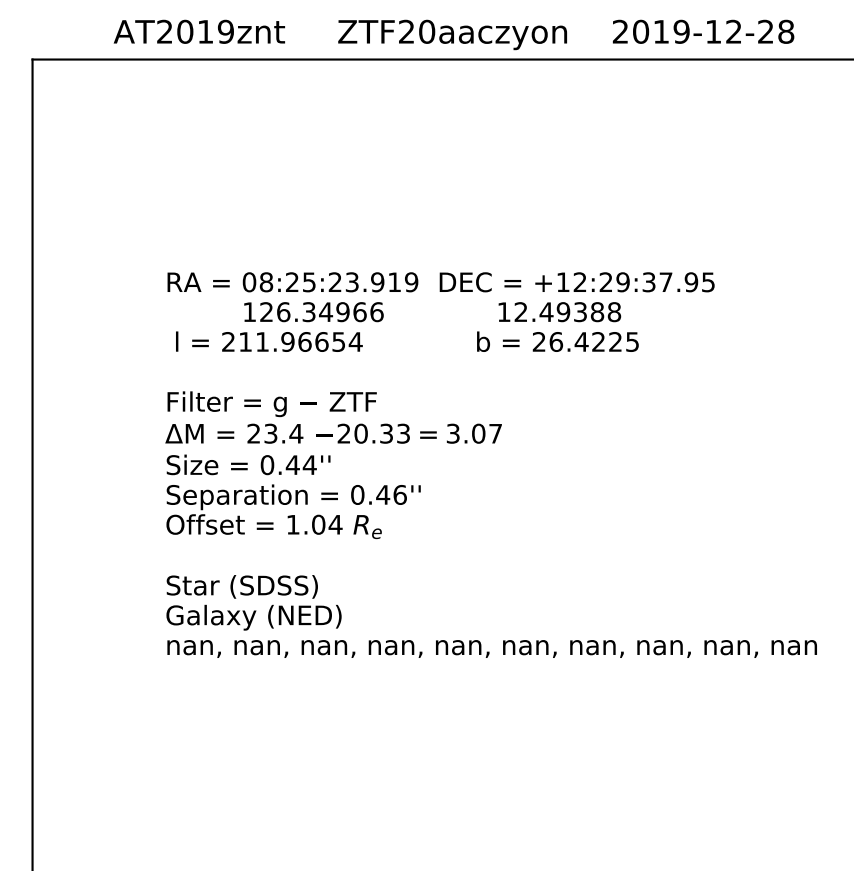 AT2019znt ZTF20aaczyon 2019-12-28
RA = 08:25:23.919 DEC = +12:29:37.95
126.34966 12.49388
l = 211.96654 b = 26.4225
Filter = g − ZTF
ΔM = 23.4 −20.33 = 3.07
Size = 0.44''
Separation = 0.46''
Offset = 1.04 Rₑ
Star (SDSS)
Galaxy (NED)
nan, nan, nan, nan, nan, nan, nan, nan, nan, nan